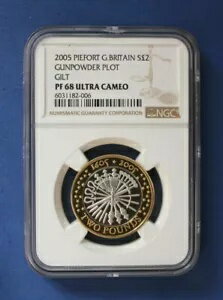 2005 PIEFORT G.BRITAIN S$2
GUNPOWDER PLOT
GILT
PF 68 ULTRA CAMEO
6031182-006
NUMISMATIC GUARANTY CORPORATION
NGC
1605 2005
TWO POUNDS